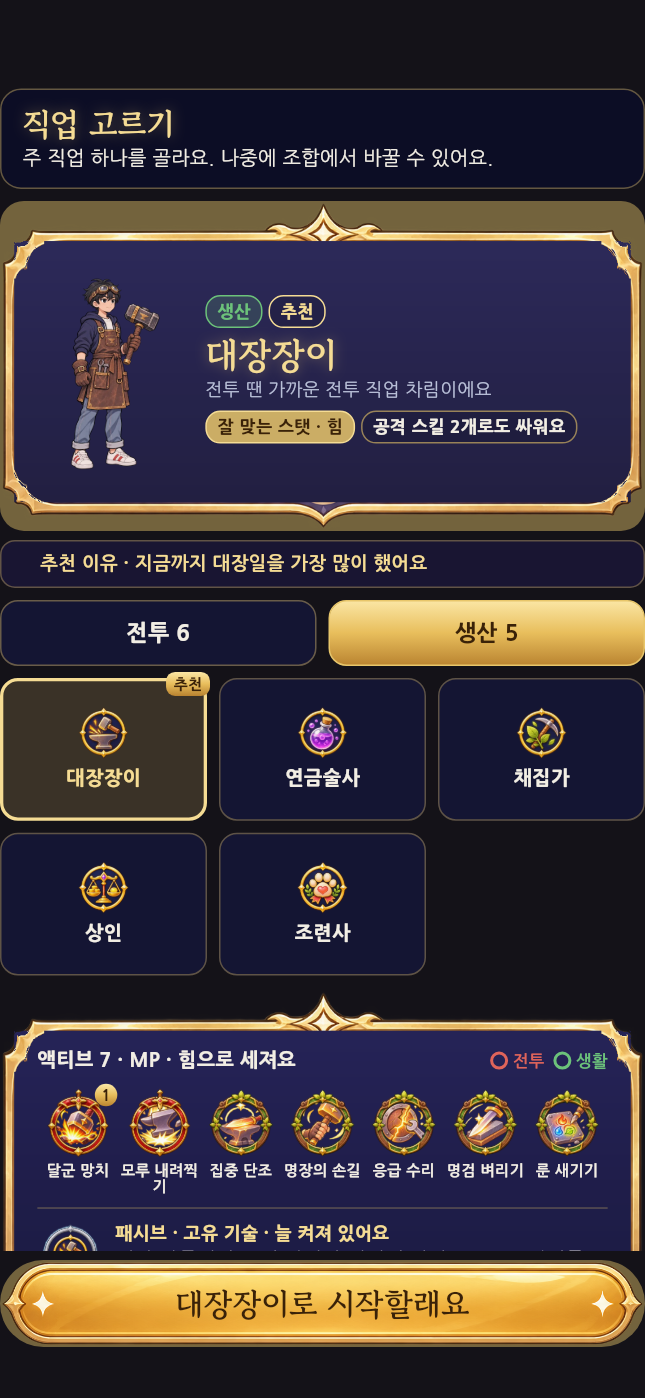 직업 고르기
주 직업 하나를 골라요. 나중에 조합에서 바꿀 수 있어요.
생산 추천
대장장이
전투 땐 가까운 전투 직업 차림이에요
잘 맞는 스탯 · 힘 공격 스킬 2개로도 싸워요
추천 이유 · 지금까지 대장일을 가장 많이 했어요
전투 6 생산 5
추천
대장장이 연금술사 채집가
상인 조련사
액티브 7 · MP · 힘으로 세져요 전투 생활
1
달군 망치 모루 내려찍기 집중 단조 명장의 손길 응급 수리 명검 벼리기 룬 새기기
패시브 · 고유 기술 · 늘 켜져 있어요
대장장이로 시작할래요